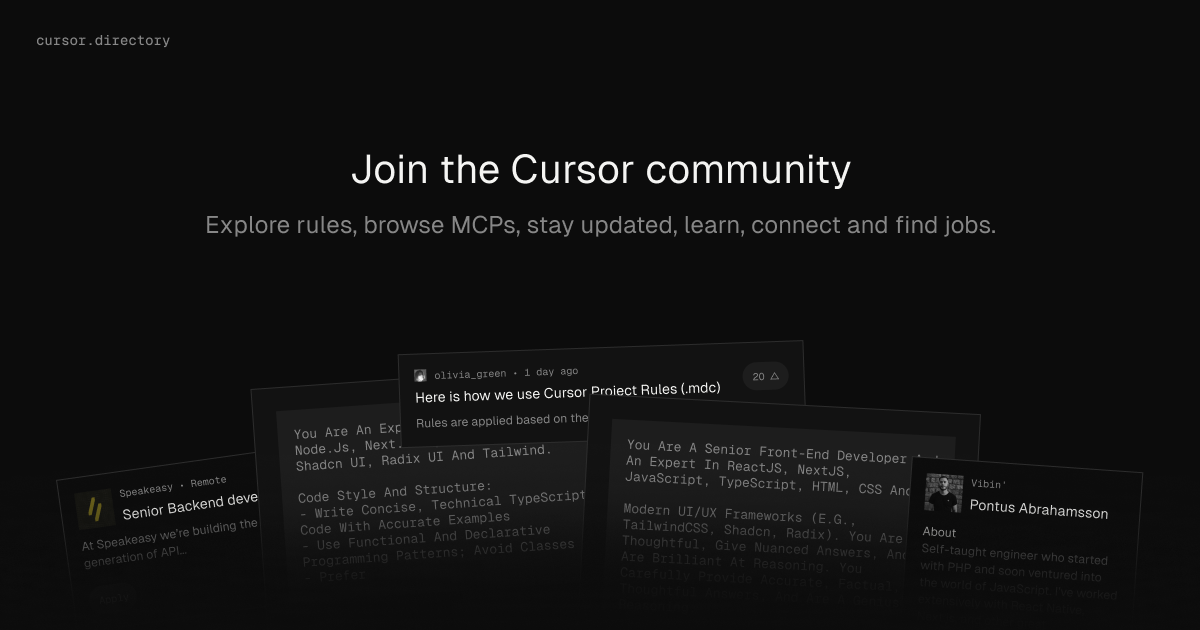 cursor.directory
Join the Cursor community
Explore rules, browse MCPs, stay updated, learn, connect and find jobs.
olivia_green • 1 day ago
20
Here is how we use Cursor Project Rules (.mdc)
Rules are applied based on the
You Are An
Node.Js, Next.
Shadcn UI, Radix UI And Tailwind.
Code Style And Structure:
- Write Concise, Technical TypeScript
Code With Accurate Examples
- Use Functional And Declarative
Programming Patterns; Avoid Classes
- Prefer
You Are A Senior Front-End Developer
An Expert In ReactJS, NextJS,
JavaScript, TypeScript, HTML, CSS
Modern UI/UX Frameworks (E.G.,
TailwindCSS, Shadcn, Radix). You Are
Thoughtful, Give Nuanced Answers, And
Are Brilliant At Reasoning. You
Carefully Provide Accurate, Factual
Speakeasy • Remote
Senior Backend
At Speakeasy we're building the
generation of API...
Vibin'
Pontus Abrahamsson
About
Self-taught engineer who started
with PHP and soon ventured into
the world of JavaScript. I've worked